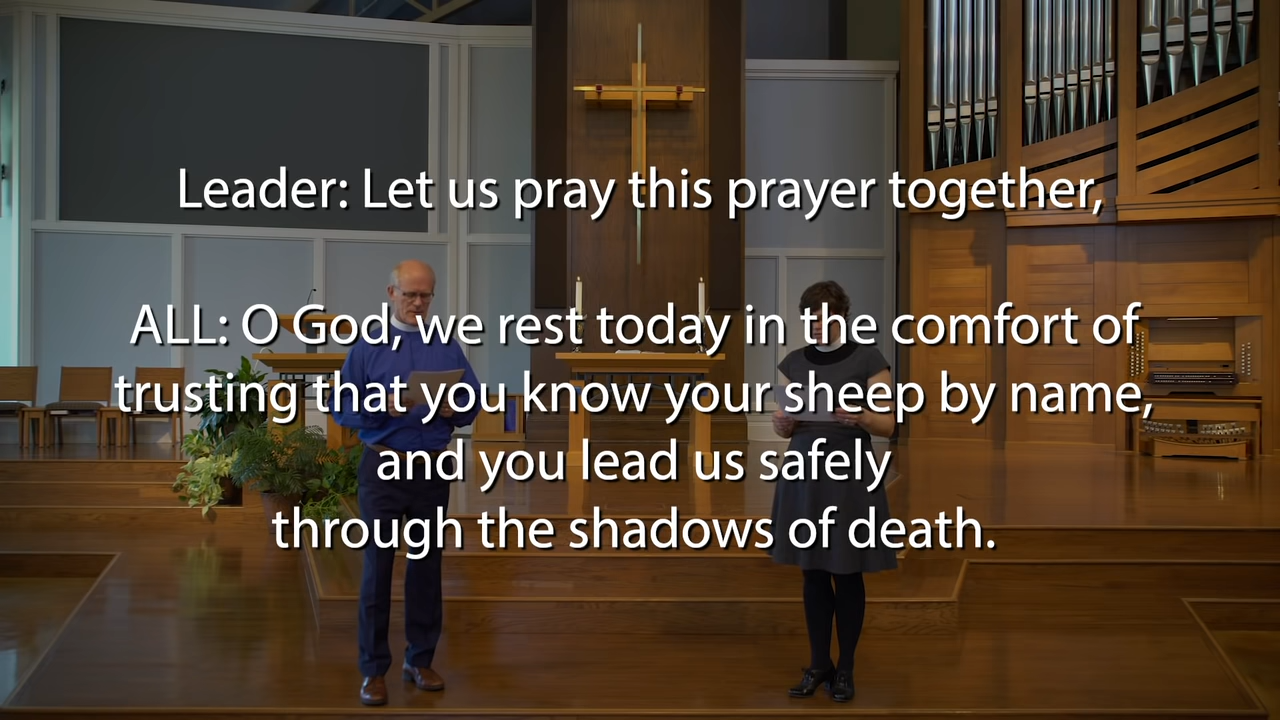 Leader: Let us pray this prayer together,
ALL: O God, we rest today in the comfort of
trusting that you know your sheep by name,
and you lead us safely
through the shadows of death.